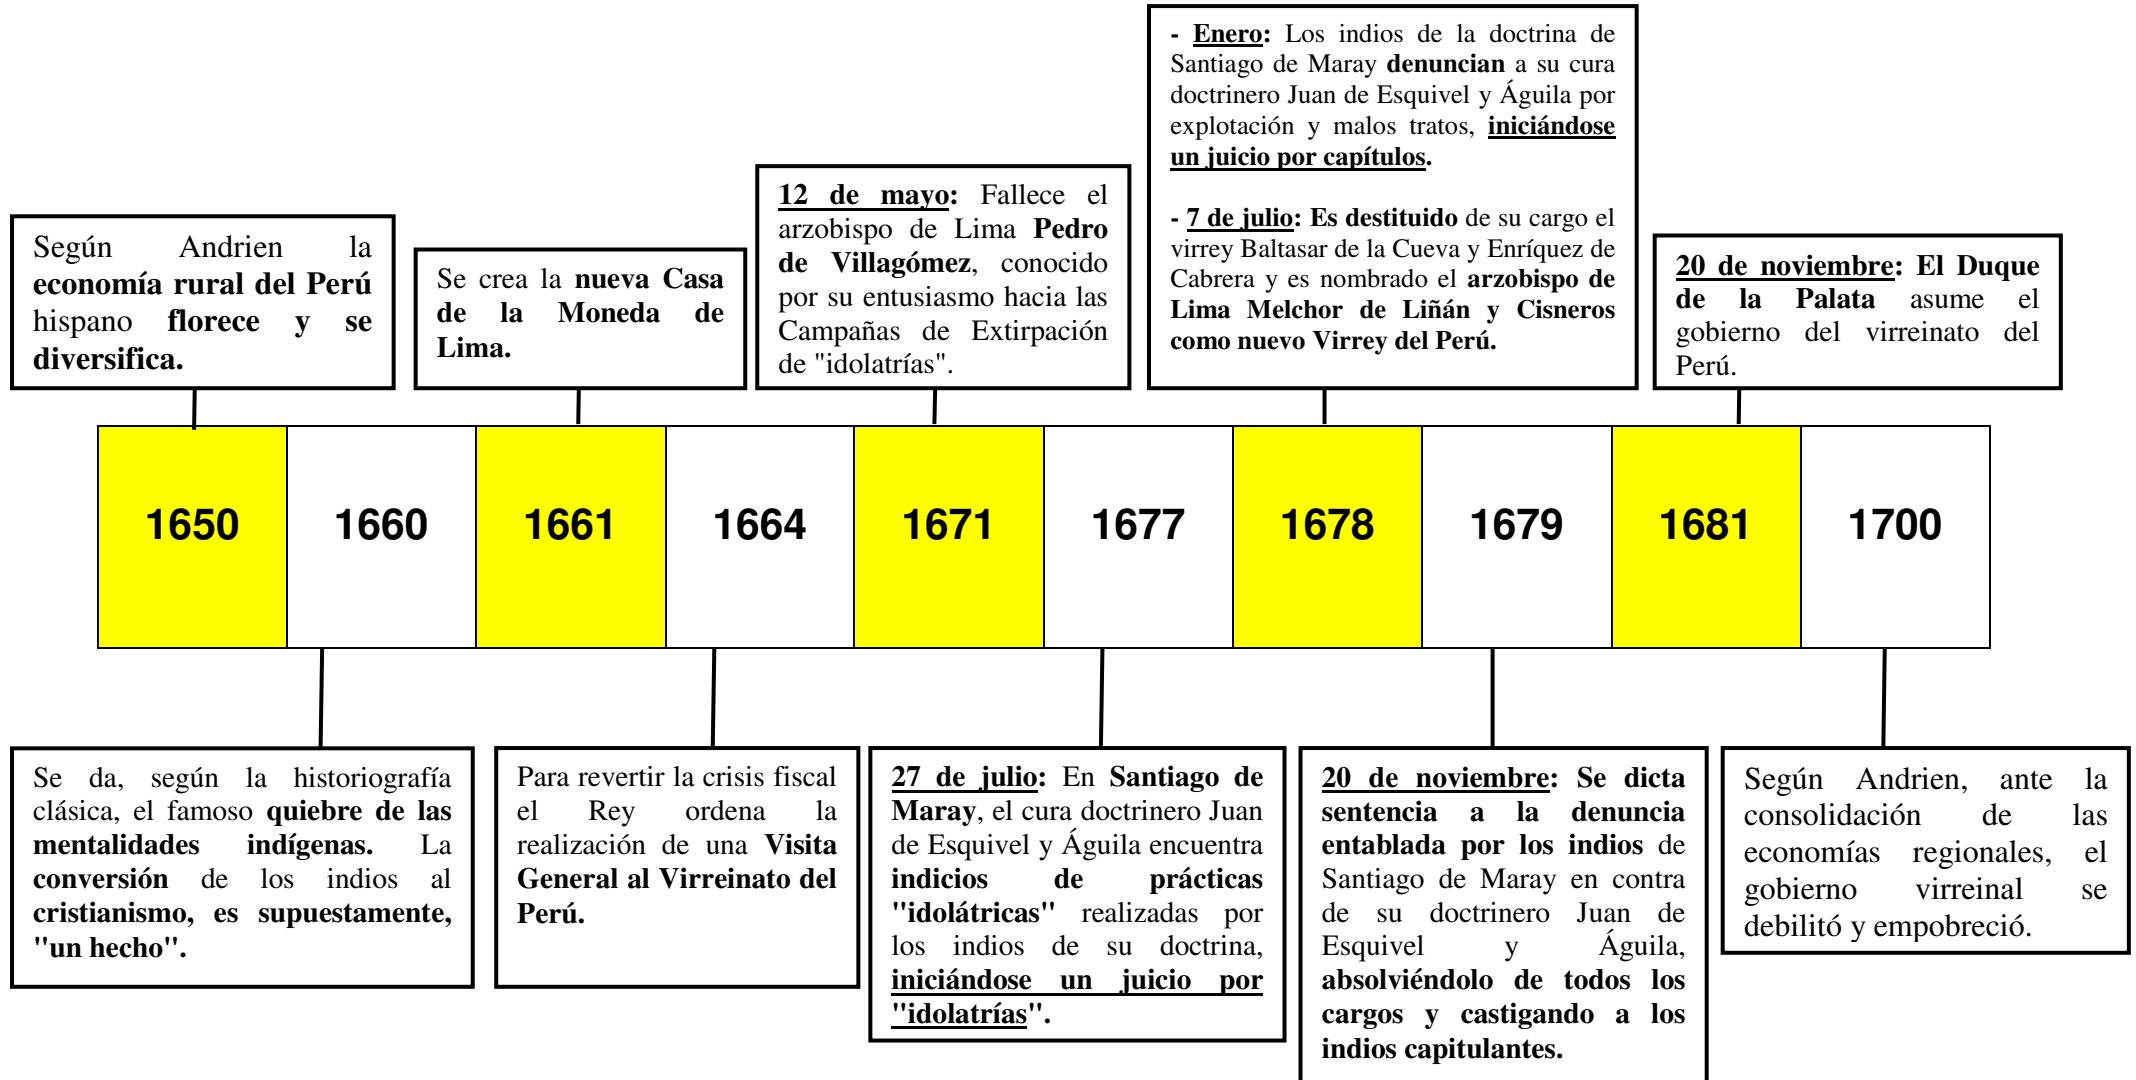 Según Andrien la
economía rural del Perú
hispano florece y se
diversifica.
Se crea la nueva Casa
de la Moneda de
Lima.
12 de mayo: Fallece el
arzobispo de Lima Pedro
de Villagómez, conocido
por su entusiasmo hacia las
Campañas de Extirpación
de "idolatrías".
- Enero: Los indios de la doctrina de
Santiago de Maray denuncian a su cura
doctrinero Juan de Esquivel y Águila por
explotación y malos tratos, iniciándose
un juicio por capítulos.
- 7 de julio: Es destituido de su cargo el
virrey Baltasar de la Cueva y Enríquez de
Cabrera y es nombrado el arzobispo de
Lima Melchor de Liñán y Cisneros
como nuevo Virrey del Perú.
20 de noviembre: El Duque
de la Palata asume el
gobierno del virreinato del
Perú.
1650 1660 1661 1664 1671 1677 1678 1679 1681 1700
Se da, según la historiografía
clásica, el famoso quiebre de las
mentalidades indígenas. La
conversión de los indios al
cristianismo, es supuestamente,
"un hecho".
Para revertir la crisis fiscal
el Rey ordena la
realización de una Visita
General al Virreinato del
Perú.
27 de julio: En Santiago de
Maray, el cura doctrinero Juan
de Esquivel y Águila encuentra
indicios de prácticas
"idolátricas" realizadas por
los indios de su doctrina,
iniciándose un juicio por
"idolatrías".
20 de noviembre: Se dicta
sentencia a la denuncia
entablada por los indios de
Santiago de Maray en contra
de su doctrinero Juan de
Esquivel y Águila,
absolviéndolo de todos los
cargos y castigando a los
indios capitulantes.
Según Andrien, ante la
consolidación de las
economías regionales, el
gobierno virreinal se
debilitó y empobreció.